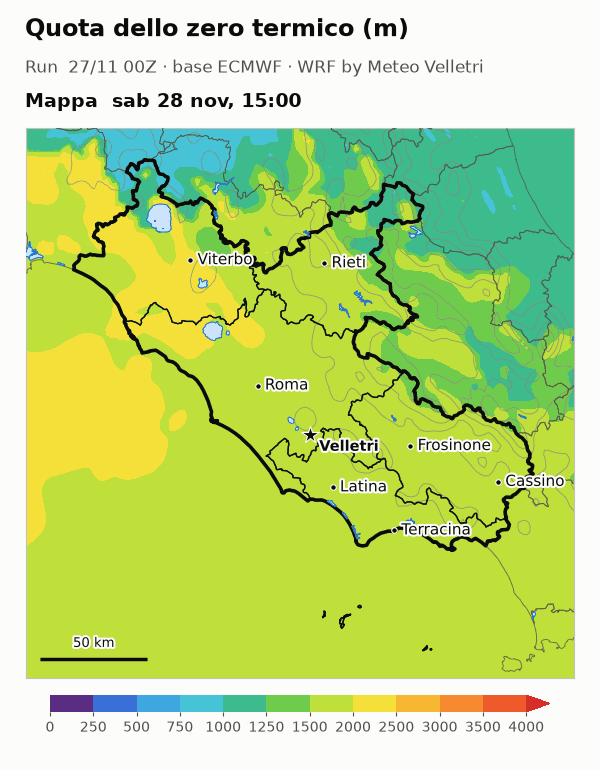 Quota dello zero termico (m)
Run  27/11 00Z · base ECMWF · WRF by Meteo Velletri
Mappa  sab 28 nov, 15:00
Viterbo
Rieti
Roma
Velletri
Frosinone
Latina
Cassino
Terracina
50 km
0 250 500 750 1000 1250 1500 2000 2500 3000 3500 4000